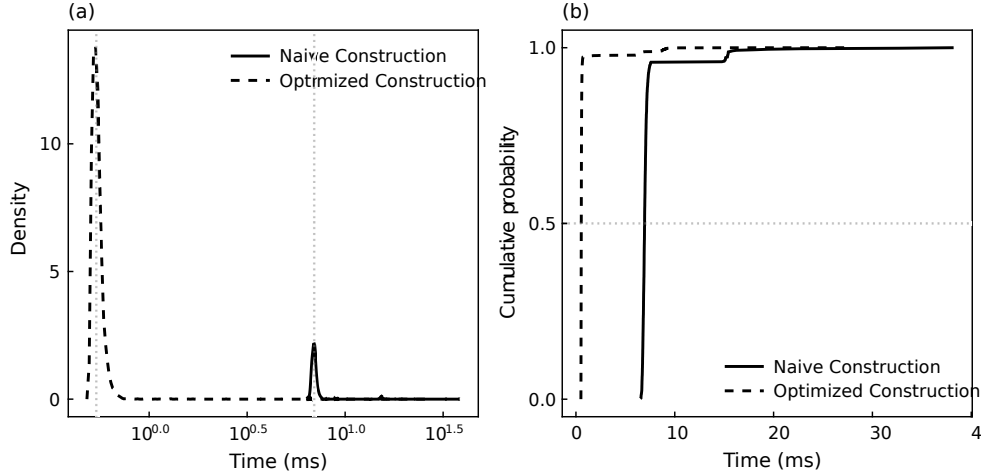 (a)
Naive Construction
Optimized Construction
10
5
0
Density
10^0.0
10^0.5
10^1.0
10^1.5
Time (ms)
(b)
1.0
0.5
0.0
Cumulative probability
Naive Construction
Optimized Construction
0
10
20
30
4
Time (ms)